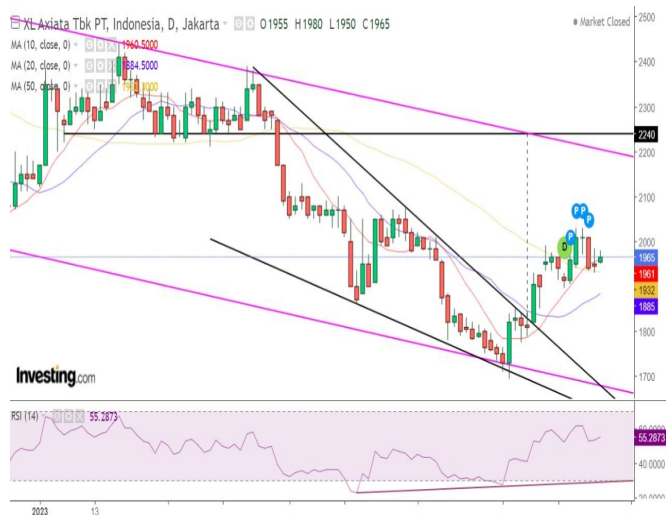 XL Axiata Tbk PT, Indonesia, D, Jakarta O1955 H1980 L1950 C1965 Market Closed
MA (10, close, 0) 1960.5000
MA (20, close, 0) 1884.5000
MA (50, close, 0)
2500
2400
2300
2240
2200
2100
2000
1965
1961
1932
1885
1800
1700
D P P P P
Investing.com
RSI (14) 55.2873
55.2873
40.0000
2023 13